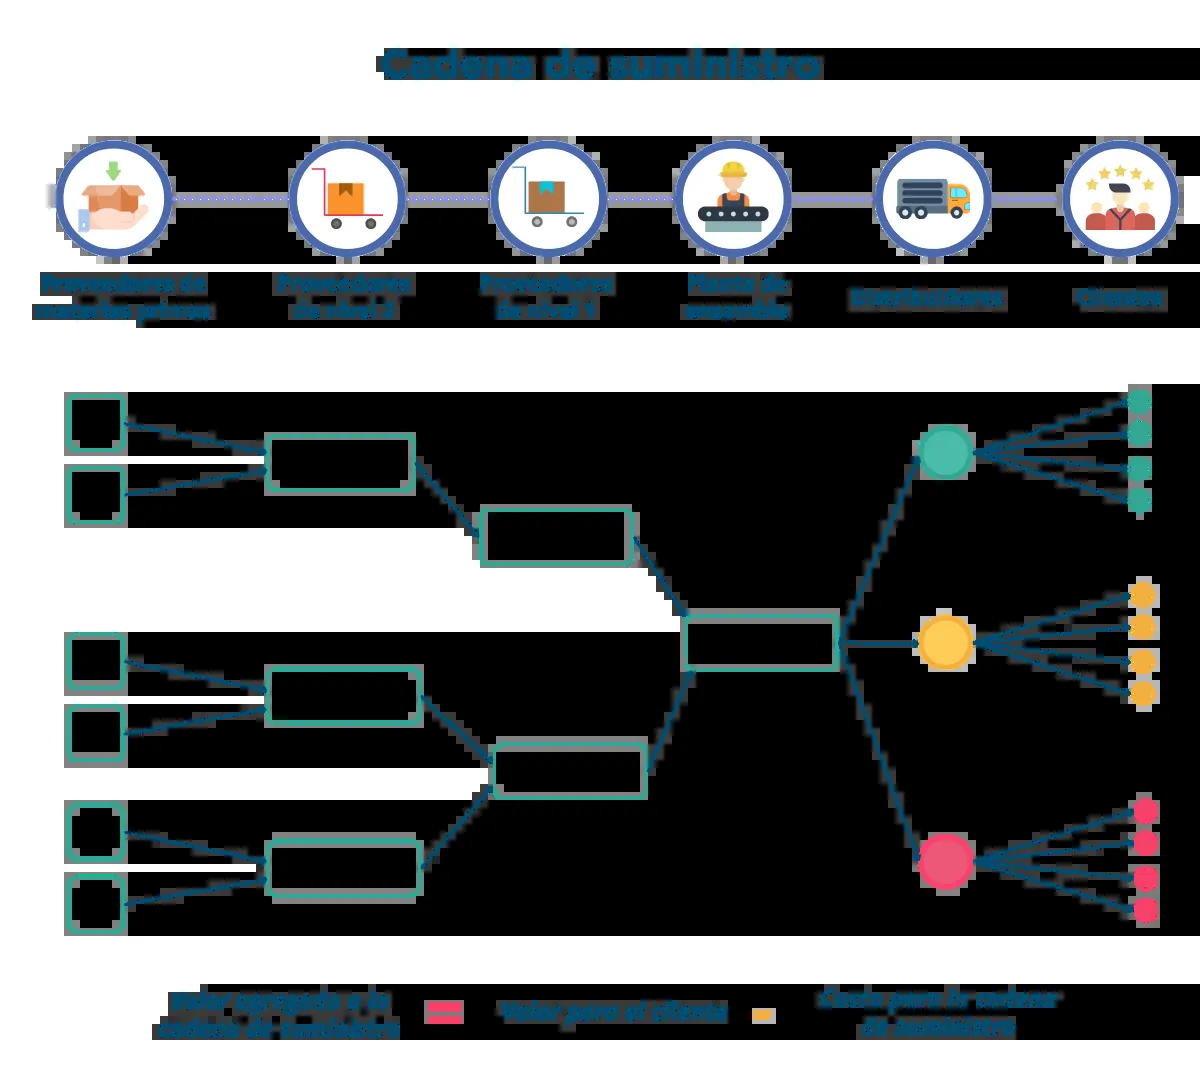 Cadena de suministro
Proveedores de
materias primas
Proveedores
de nivel 2
Proveedores
de nivel 1
Planta de
ensamble
Distribuidores
Clientes
Valor agregado a la
cadena de suministro
=
Valor para el cliente
-
Costo para la cadena
de suministro